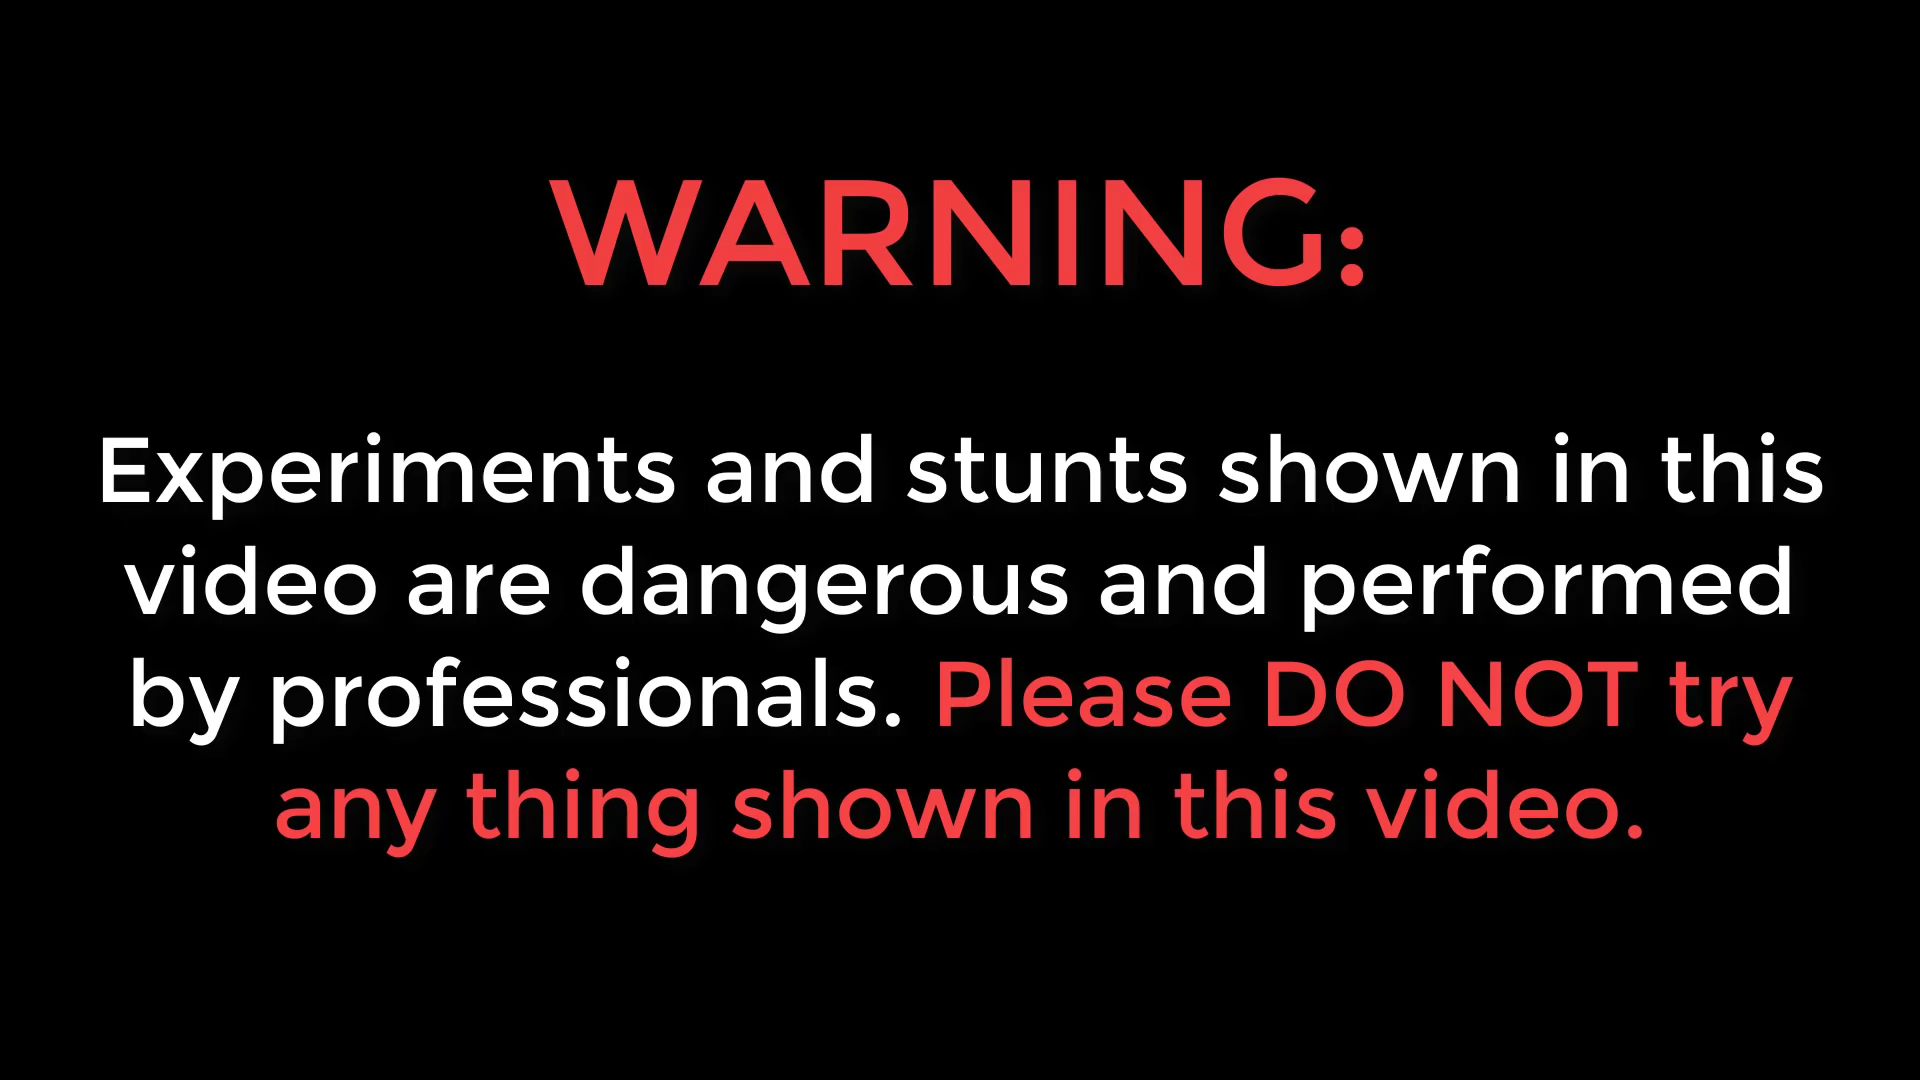 WARNING:
Experiments and stunts shown in this
video are dangerous and performed
by professionals. Please DO NOT try
any thing shown in this video.